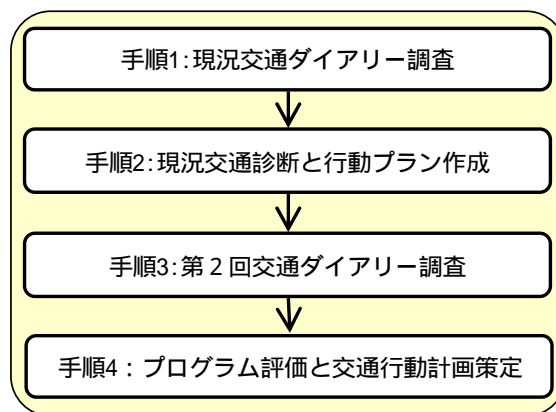 手順1:現況交通ダイアリー調査
手順2:現況交通診断と行動プラン作成
手順3:第２回交通ダイアリー調査
手順4：プログラム評価と交通行動計画策定